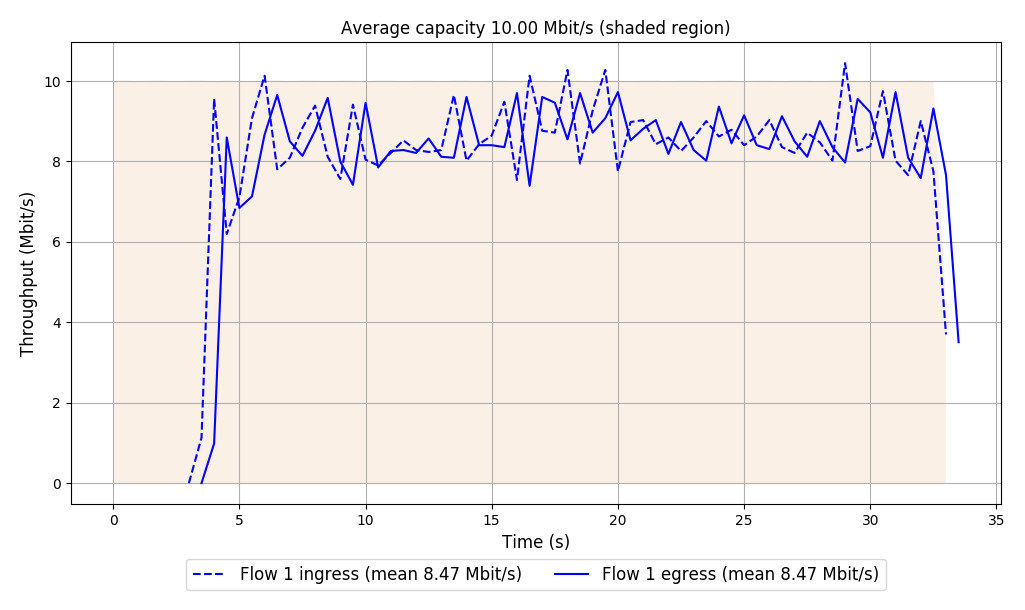 Average capacity 10.00 Mbit/s (shaded region)
Throughput (Mbit/s)
10
8
6
4
2
0
0 5 10 15 20 25 30 35
Time (s)
Flow 1 ingress (mean 8.47 Mbit/s) Flow 1 egress (mean 8.47 Mbit/s)